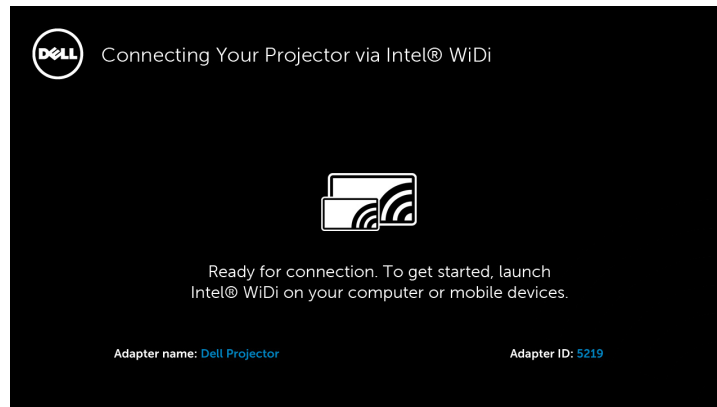 DELL
Connecting Your Projector via Intel® WiDi
Ready for connection. To get started, launch
Intel® WiDi on your computer or mobile devices.
Adapter name: Dell Projector
Adapter ID: 5219